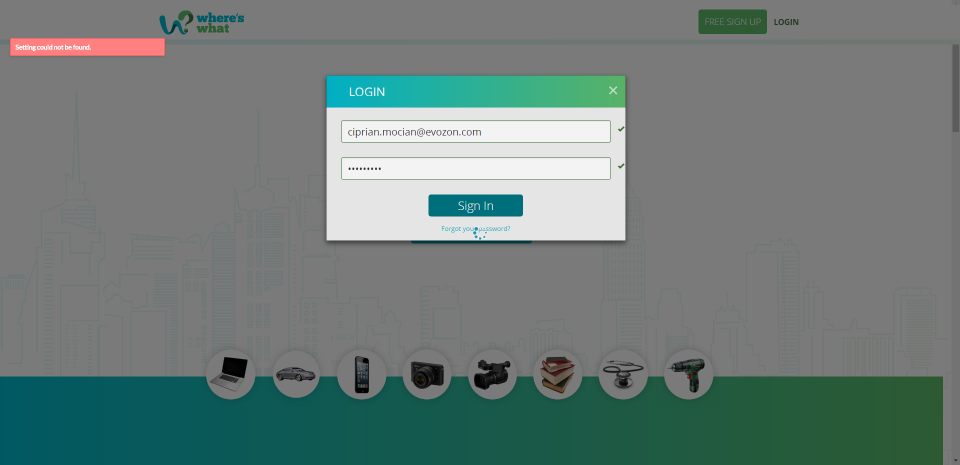 where's
what
FREE SIGN UP
LOGIN
Setting could not be found.
LOGIN
ciprian.mocian@evozon.com
•••••••••
Sign In
Forgot your password?